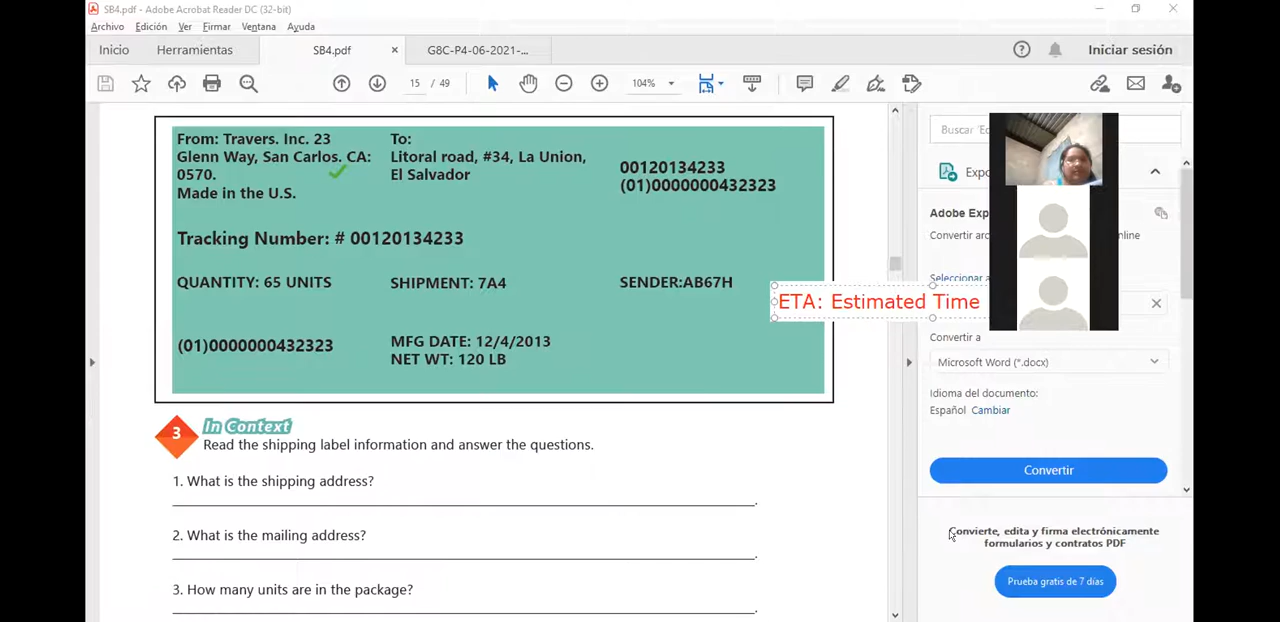 SB4.pdf - Adobe Acrobat Reader DC (32-bit)
Archivo Edición Ver Firmar Ventana Ayuda
Inicio Herramientas SB4.pdf × G8C-P4-06-2021-... Iniciar sesión
15 / 49 104%
From: Travers. Inc. 23
Glenn Way, San Carlos. CA:
0570.
Made in the U.S.
To:
Litoral road, #34, La Union,
El Salvador
00120134233
(01)0000000432323
Tracking Number: # 00120134233
QUANTITY: 65 UNITS SHIPMENT: 7A4 SENDER:AB67H
ETA: Estimated Time
(01)0000000432323
MFG DATE: 12/4/2013
NET WT: 120 LB
3 In Context
Read the shipping label information and answer the questions.
1. What is the shipping address?
2. What is the mailing address?
3. How many units are in the package?
Buscar
Adobe
Convertir
Seleccionar
Convertir a
Microsoft Word (*.docx)
Idioma del documento:
Español Cambiar
Convertir
Convierte, edita y firma electrónicamente
formularios y contratos PDF
Prueba gratis de 7 días